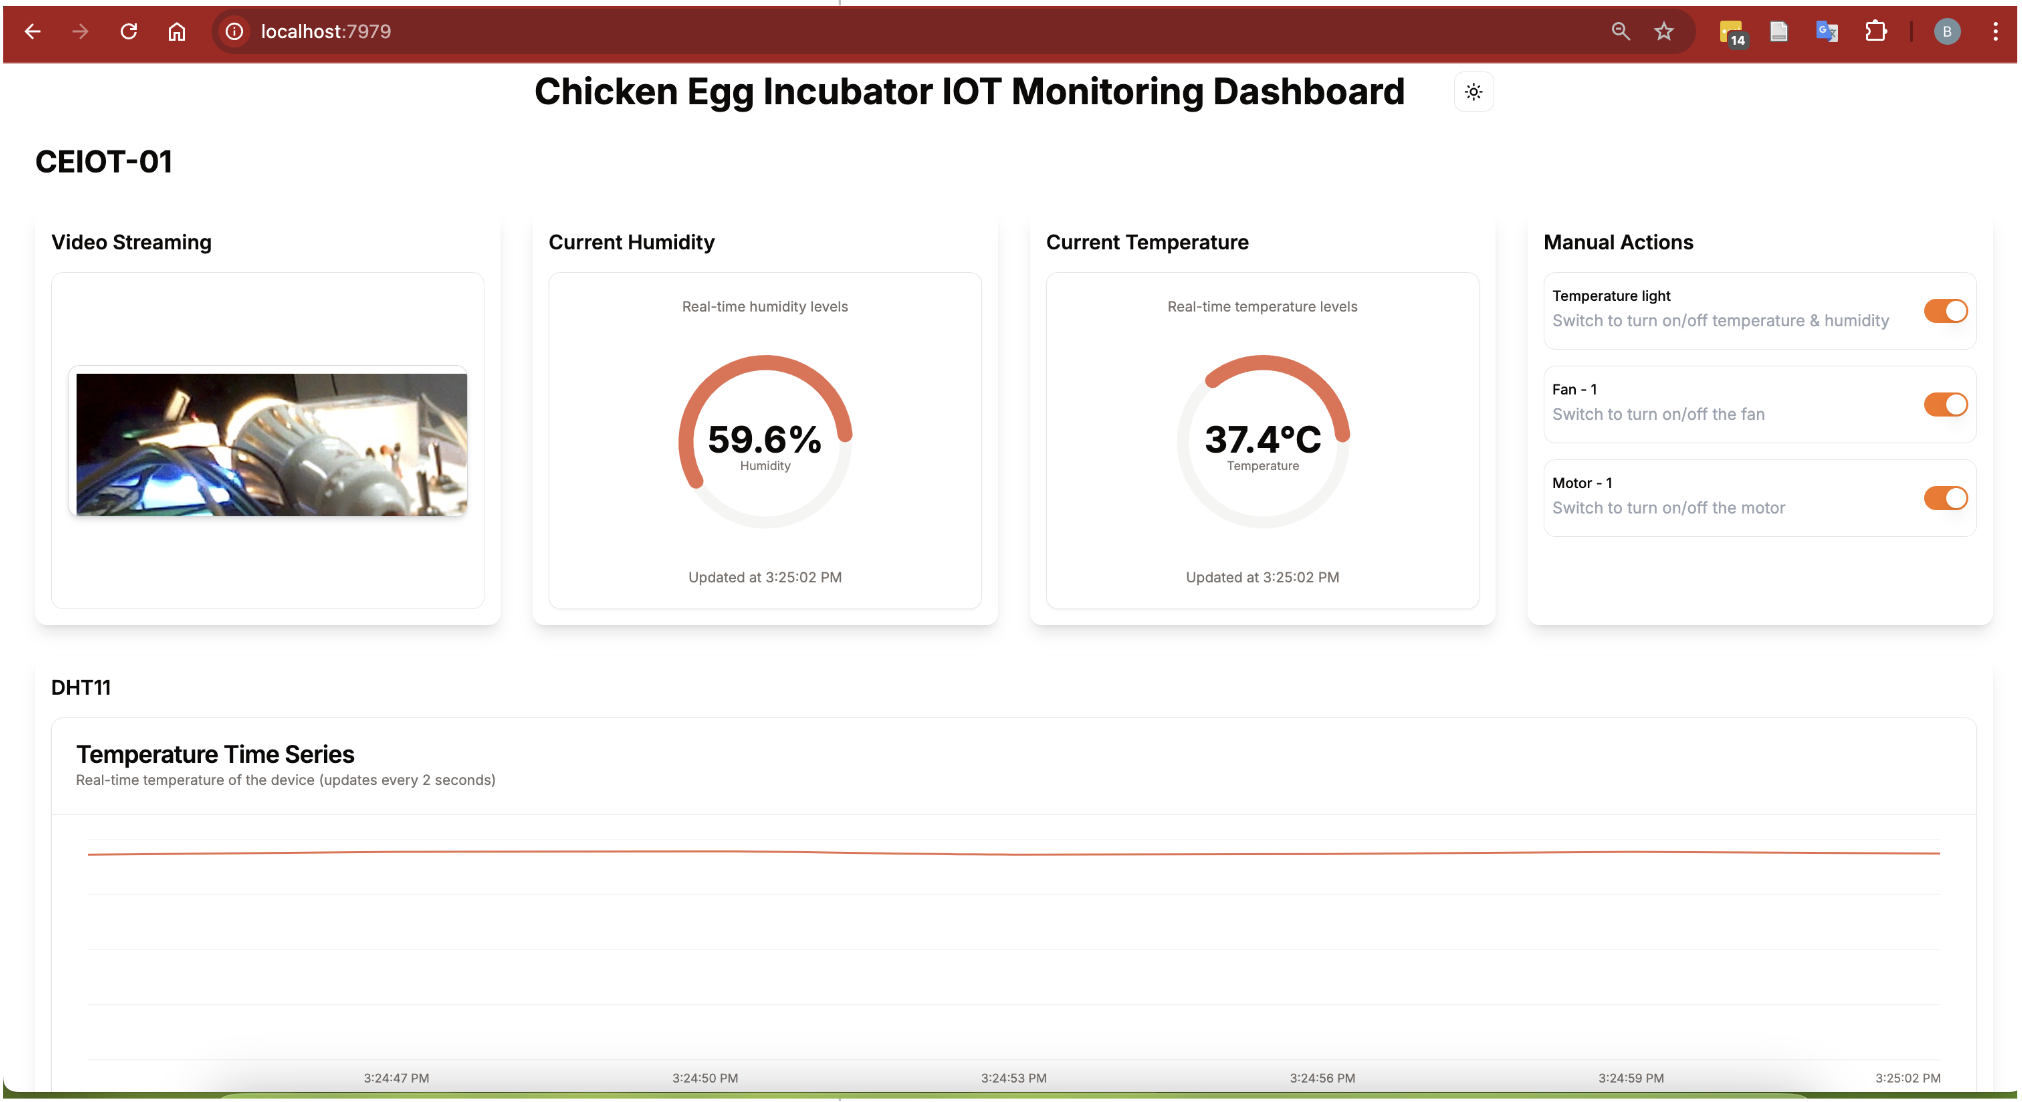 localhost:7979
14
B
Chicken Egg Incubator IOT Monitoring Dashboard
CEIOT-01
Video Streaming
Current Humidity
Real-time humidity levels
59.6%
Humidity
Updated at 3:25:02 PM
Current Temperature
Real-time temperature levels
37.4°C
Temperature
Updated at 3:25:02 PM
Manual Actions
Temperature light
Switch to turn on/off temperature & humidity
Fan - 1
Switch to turn on/off the fan
Motor - 1
Switch to turn on/off the motor
DHT11
Temperature Time Series
Real-time temperature of the device (updates every 2 seconds)
3:24:47 PM
3:24:50 PM
3:24:53 PM
3:24:56 PM
3:24:59 PM
3:25:02 PM